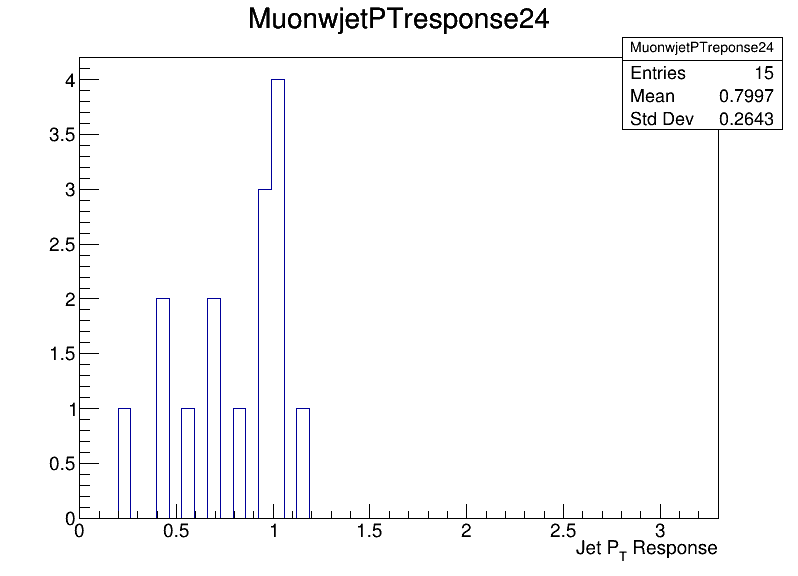 MuonwjetPTresponse24
MuonwjetPTreponse24
Entries 15
Mean 0.7997
Std Dev 0.2643
4
3.5
3
2.5
2
1.5
1
0.5
0
0 0.5 1 1.5 2 2.5 3
Jet PT Response